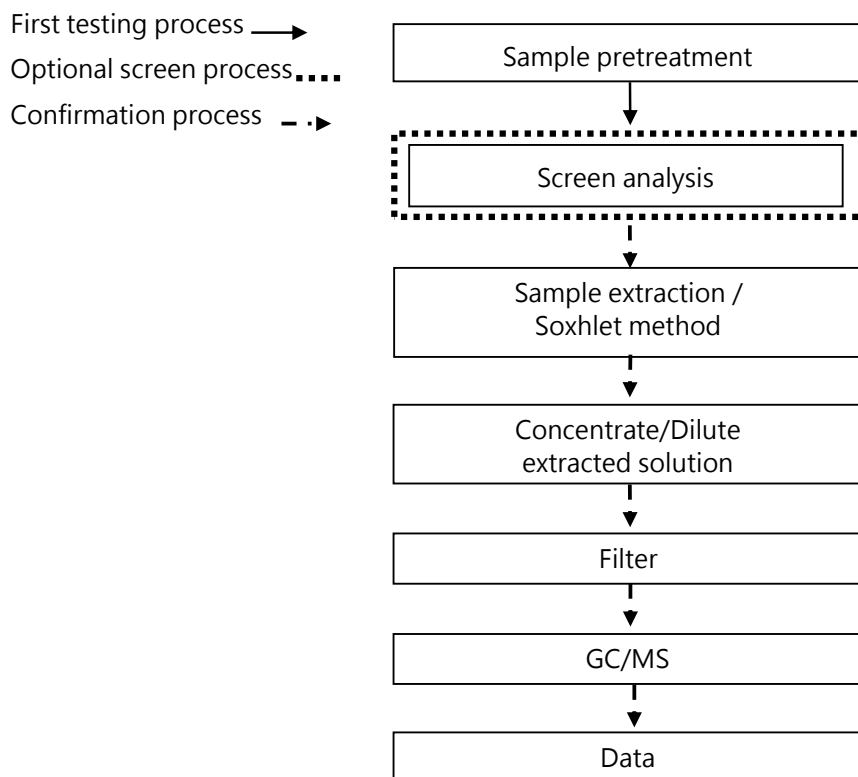 First testing process
Optional screen process
Confirmation process
Sample pretreatment
Screen analysis
Sample extraction /
Soxhlet method
Concentrate/Dilute
extracted solution
Filter
GC/MS
Data